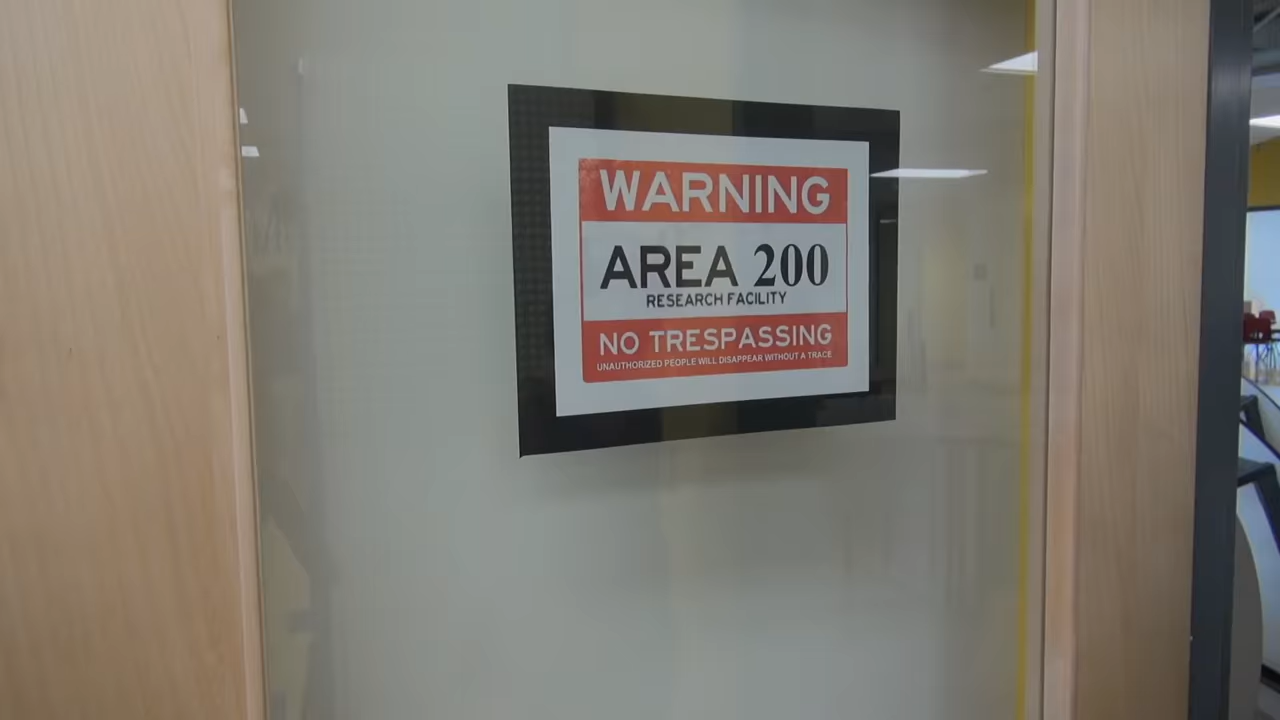 WARNING
AREA 200
RESEARCH FACILITY
NO TRESPASSING
UNAUTHORIZED PEOPLE WILL DISAPPEAR WITHOUT A TRACE